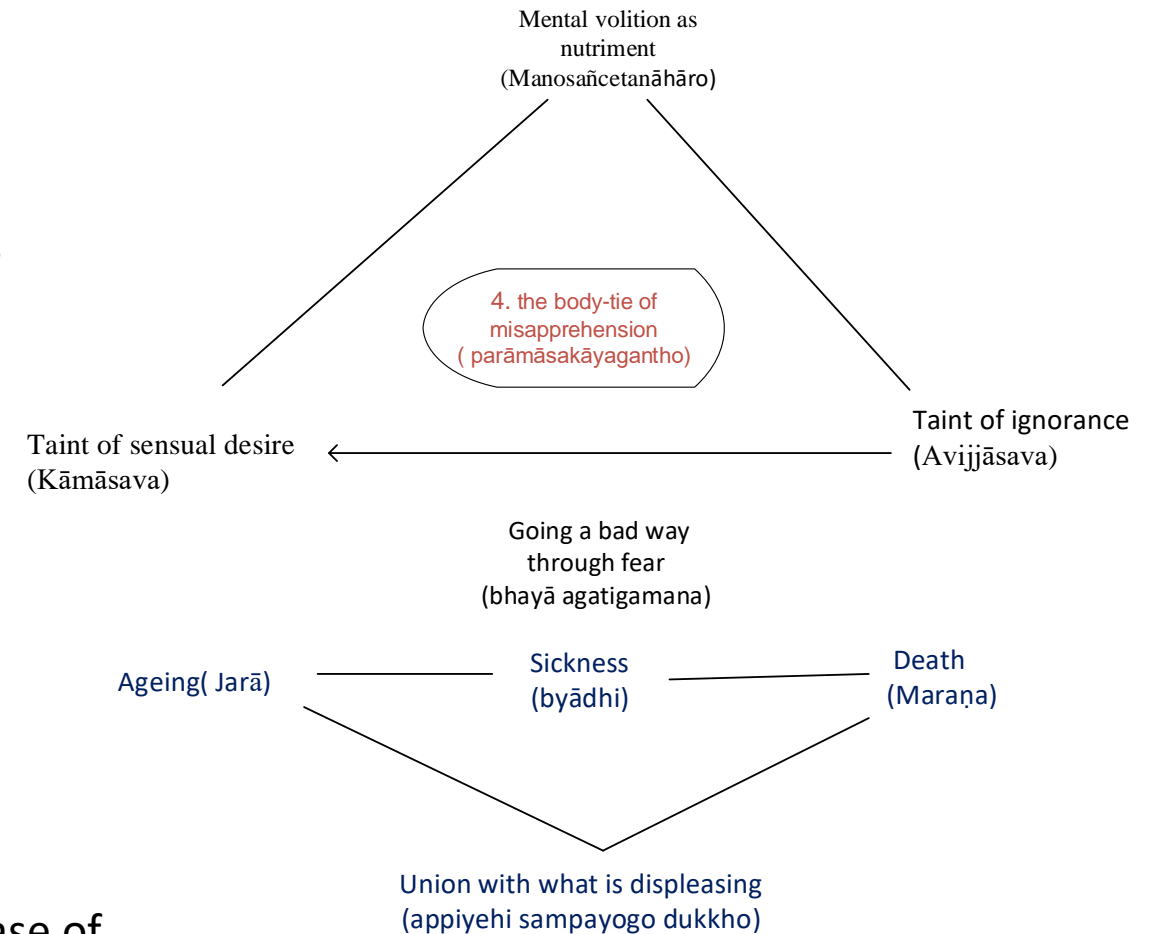 Mental volition as
nutriment
(Manosañcetanāhāro)
4. the body-tie of
misapprehension
( parāmāsakāyagantho)
Taint of sensual desire
(Kāmāsava)
Taint of ignorance
(Avijjāsava)
Going a bad way
through fear
(bhayā agatigamana)
Ageing( Jarā)
Sickness
(byādhi)
Death
(Maraṇa)
Union with what is displeasing
(appiyehi sampayogo dukkho)
of